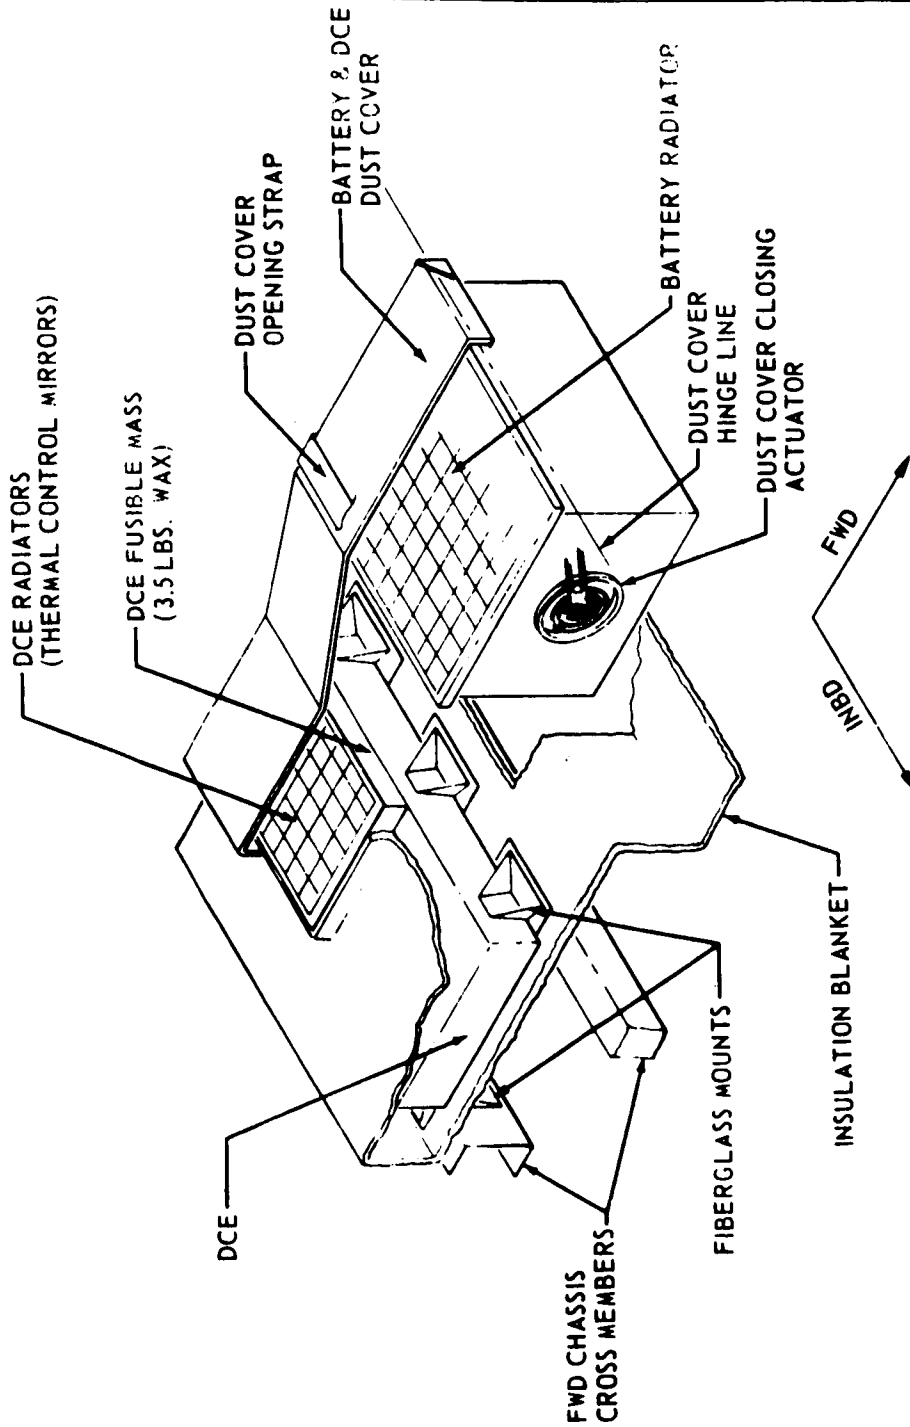 DCE RADIATORS
(THERMAL CONTROL MIRRORS)
DCE FUSIBLE MASS
(3.5 LBS. WAX)
DUST COVER
OPENING STRAP
BATTERY & DCE
DUST COVER
BATTERY RADIATOR
DUST COVER
HINGE LINE
DUST COVER CLOSING
ACTUATOR
FWD
INBD
INSULATION BLANKET
FIBERGLASS MOUNTS
FWD CHASSIS
CROSS MEMBERS
DCE